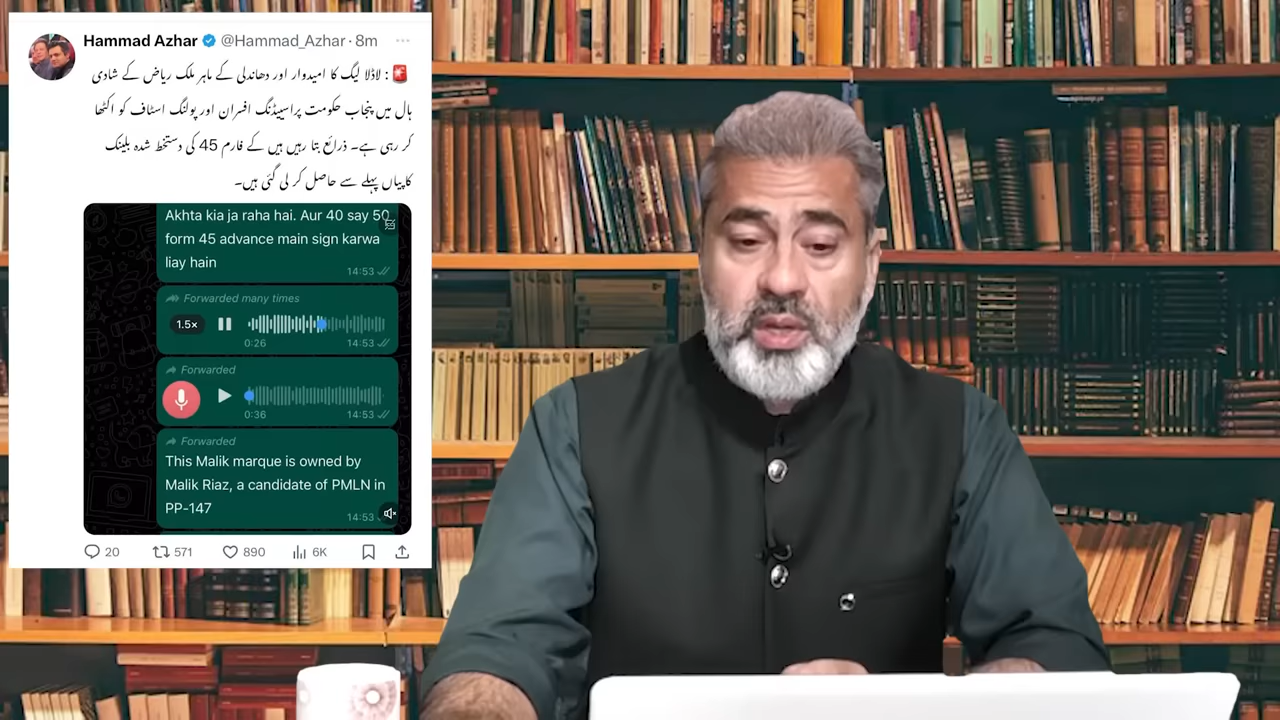 Hammad Azhar @Hammad_Azhar · 8m
🚨 : لاڈلا لیگ کا امیدوار اور دھاندلی کے ماہر ملک ریاض کے شادی
ہال میں پنجاب حکومت پراسیڈنگ افسران اور پولنگ اسٹاف کو اکٹھا
کر رہی ہے۔ ذرائع بتا رہیں ہیں کے فارم 45 کی دستخط شدہ بلینک
کاپیاں پہلے سے حاصل کر لی گئی ہیں۔
Akhta kia ja raha hai. Aur 40 say 50
form 45 advance main sign karwa
liay hain
14:53
Forwarded many times
1.5×
0:26 14:53
Forwarded
0:36 14:53
Forwarded
This Malik marque is owned by
Malik Riaz, a candidate of PMLN in
PP-147
14:53
20 571 890 6K